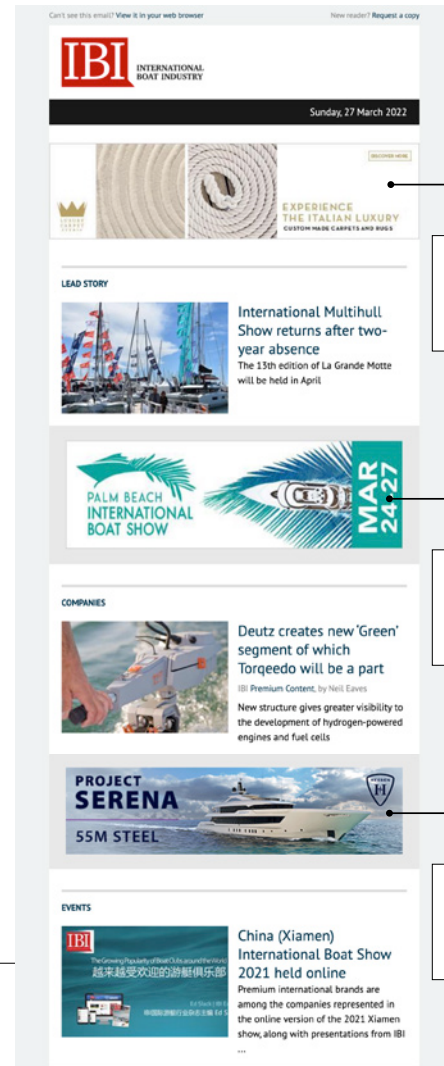 Can't see this email? View it in your web browser
New reader? Request a copy
IBI
INTERNATIONAL
BOAT INDUSTRY
Sunday, 27 March 2022
DISCOVER MORE
EXPERIENCE
THE ITALIAN LUXURY
CUSTOM MADE CARPETS AND RUGS
LUXURY
CARPET
LEAD STORY
International Multihull
Show returns after two-
year absence
The 13th edition of La Grande Motte
will be held in April
PALM BEACH
INTERNATIONAL
BOAT SHOW
MAR
24-27
COMPANIES
Deutz creates new ‘Green’
segment of which
Torqeedo will be a part
IBI Premium Content, by Neil Eaves
New structure gives greater visibility to
the development of hydrogen-powered
engines and fuel cells
PROJECT
SERENA
55M STEEL
EVENTS
IBI
The Growing Popularity of Boat Clubs around the World
越来越受欢迎的游艇俱乐部
China (Xiamen)
International Boat Show
2021 held online
Premium international brands are
among the companies represented in
the online version of the 2021 Xiamen
show, along with presentations from IBI
...